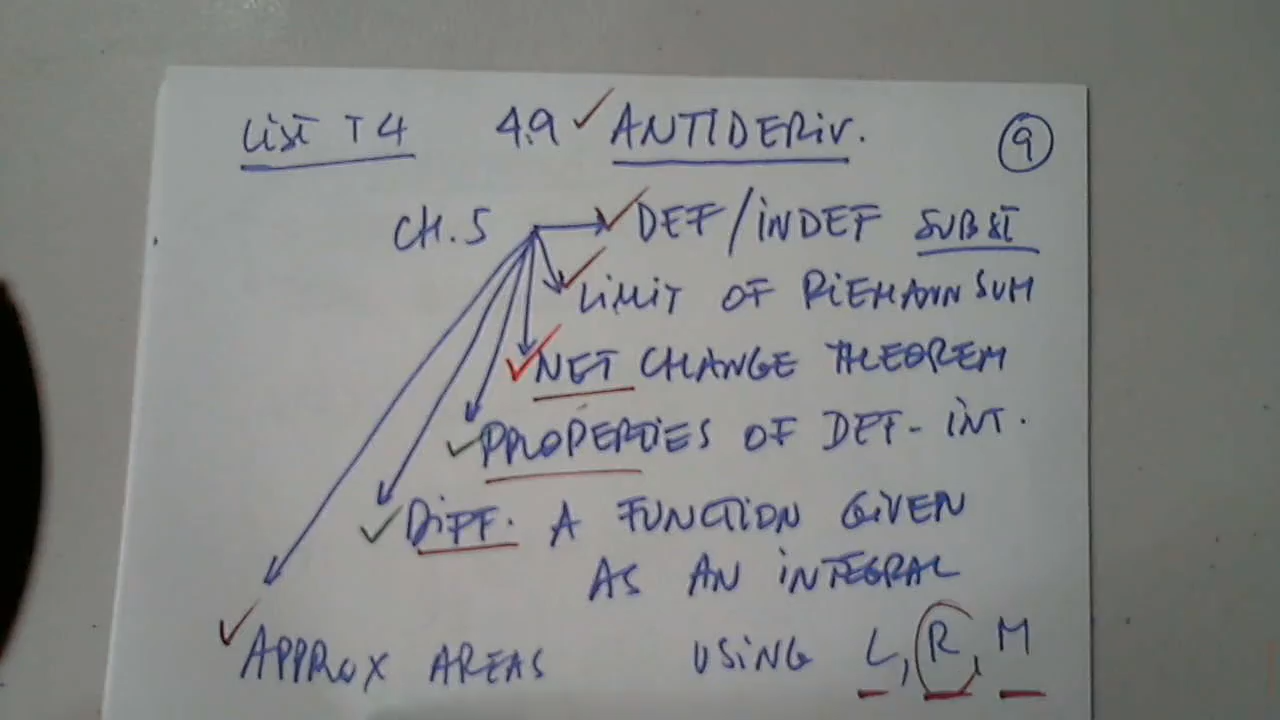 LIST T4 4.9 ✓ ANTIDERIV. 9
CH.5 ✓ DEF/INDEF SUBST
✓ LIMIT OF RIEMANN SUM
✓ NET CHANGE THEOREM
✓ PROPERTIES OF DEF-INT.
✓ DIFF. A FUNCTION GIVEN
AS AN INTEGRAL
✓ APPROX AREAS USING L, R, M